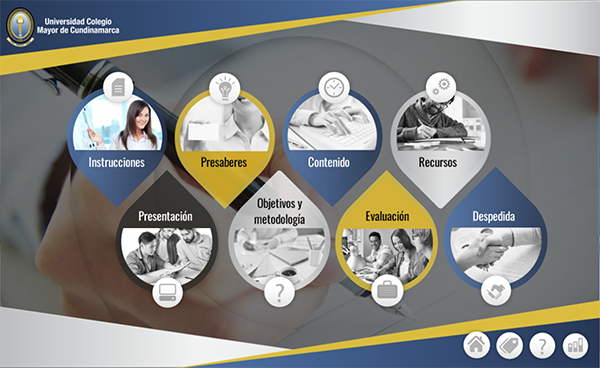 Universidad Colegio
Mayor de Cundinamarca
Instrucciones
Presaberes
Contenido
Recursos
Presentación
Objetivos y
metodología
Evaluación
Despedida
?
?